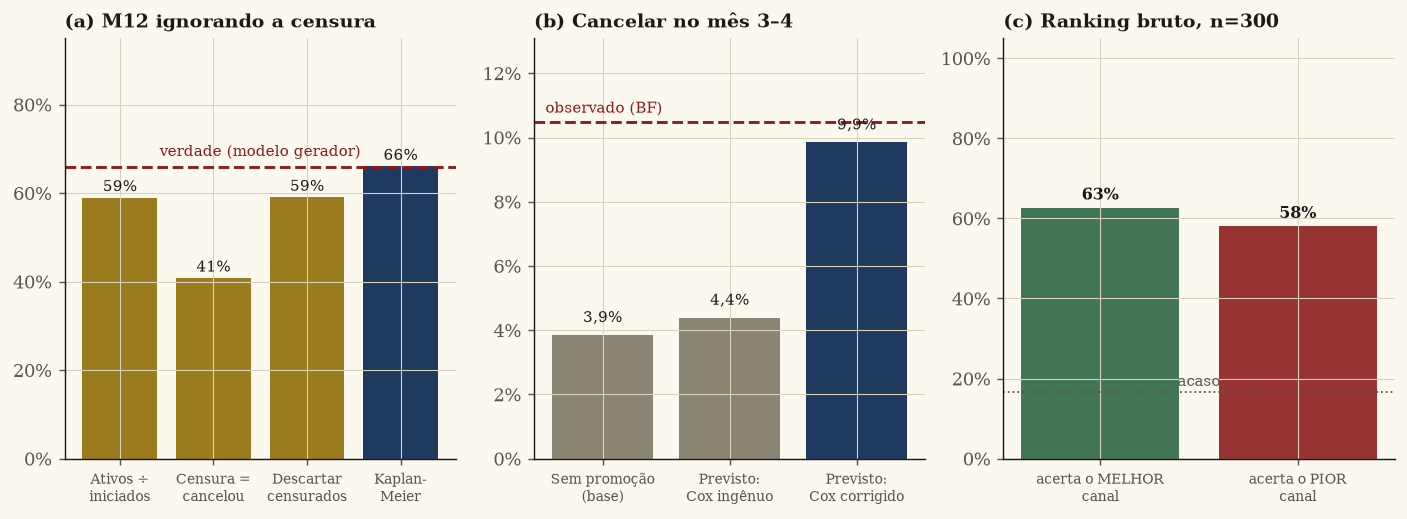 (a) M12 ignorando a censura
80%
60%
40%
20%
0%
verdade (modelo gerador)
59%
41%
59%
66%
Ativos ÷
iniciados
Censura =
cancelou
Descartar
censurados
Kaplan-
Meier
(b) Cancelar no mês 3–4
12%
10%
8%
6%
4%
2%
0%
observado (BF)
3,9%
4,4%
9,9%
Sem promoção
(base)
Previsto:
Cox ingênuo
Previsto:
Cox corrigido
(c) Ranking bruto, n=300
100%
80%
60%
40%
20%
0%
63%
58%
acaso
acerta o MELHOR
canal
acerta o PIOR
canal